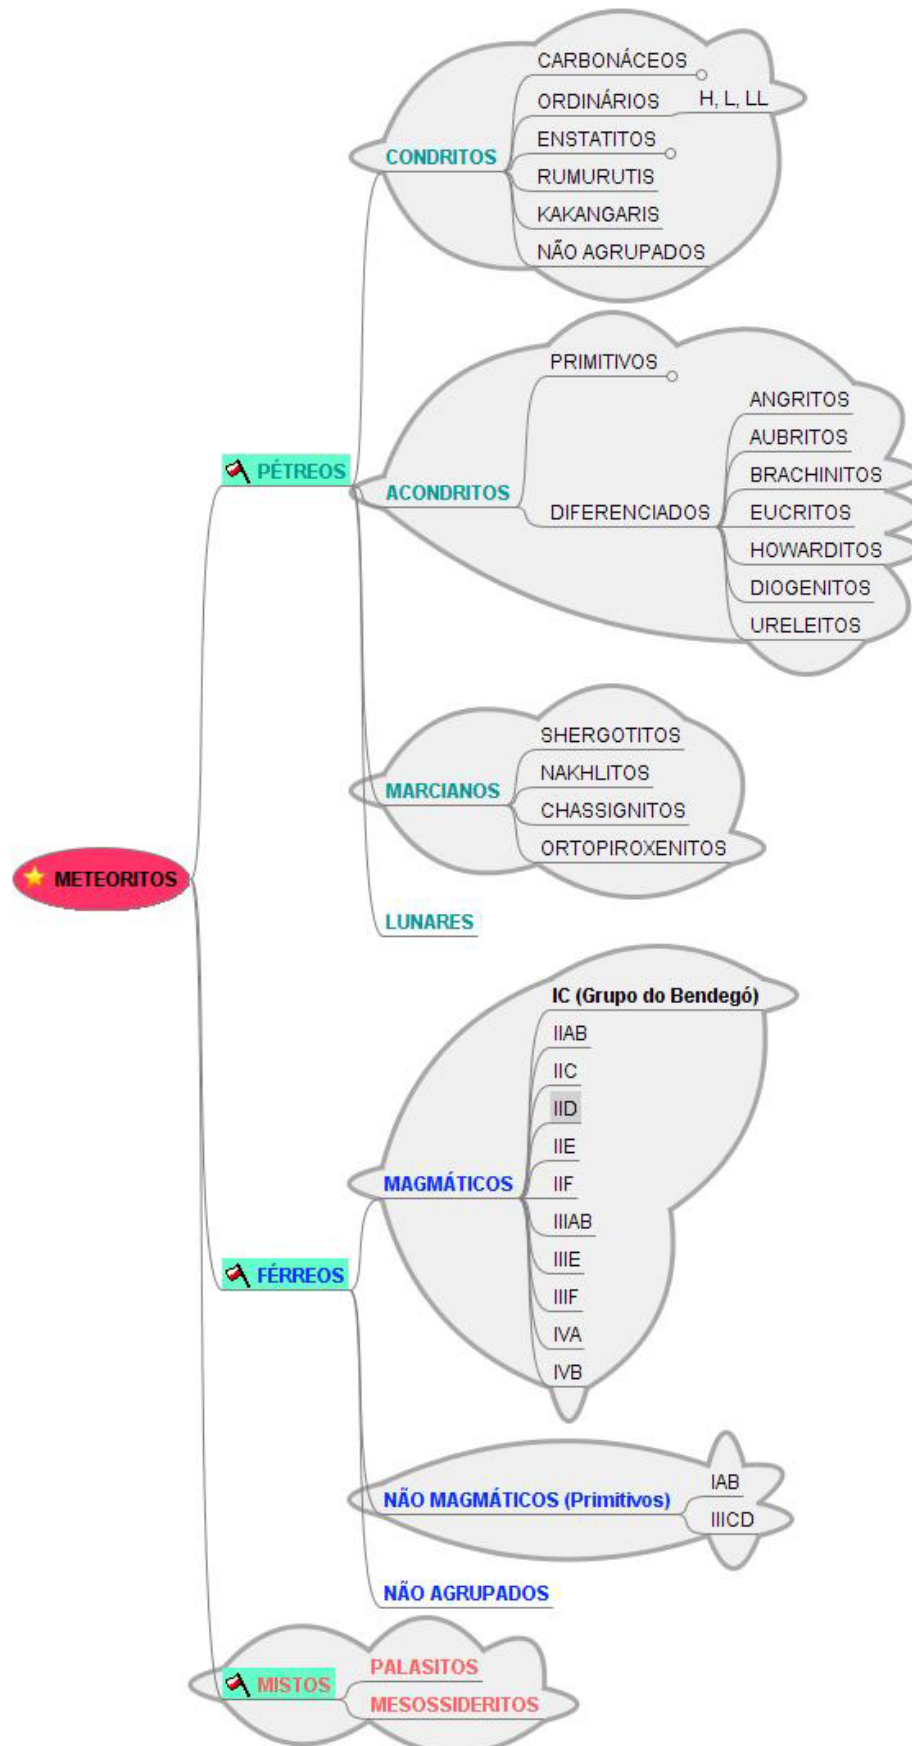 METEORITOS
PÉTREOS
CONDRITOS
CARBONÁCEOS
ORDINÁRIOS
H, L, LL
ENSTATITOS
RUMURUTIS
KAKANGARIS
NÃO AGRUPADOS
ACONDRITOS
PRIMITIVOS
DIFERENCIADOS
ANGRITOS
AUBRITOS
BRACHINITOS
EUCRITOS
HOWARDITOS
DIOGENITOS
URELEITOS
MARCIANOS
SHERGOTITOS
NAKHLITOS
CHASSIGNITOS
ORTOPIROXENITOS
LUNARES
FÉRREOS
MAGMÁTICOS
IC (Grupo do Bendegó)
IIAB
IIC
IID
IIE
IIF
IIIAB
IIIE
IIIF
IVA
IVB
NÃO MAGMÁTICOS (Primitivos)
IAB
IIICD
NÃO AGRUPADOS
MISTOS
PALASITOS
MESOSSIDERITOS